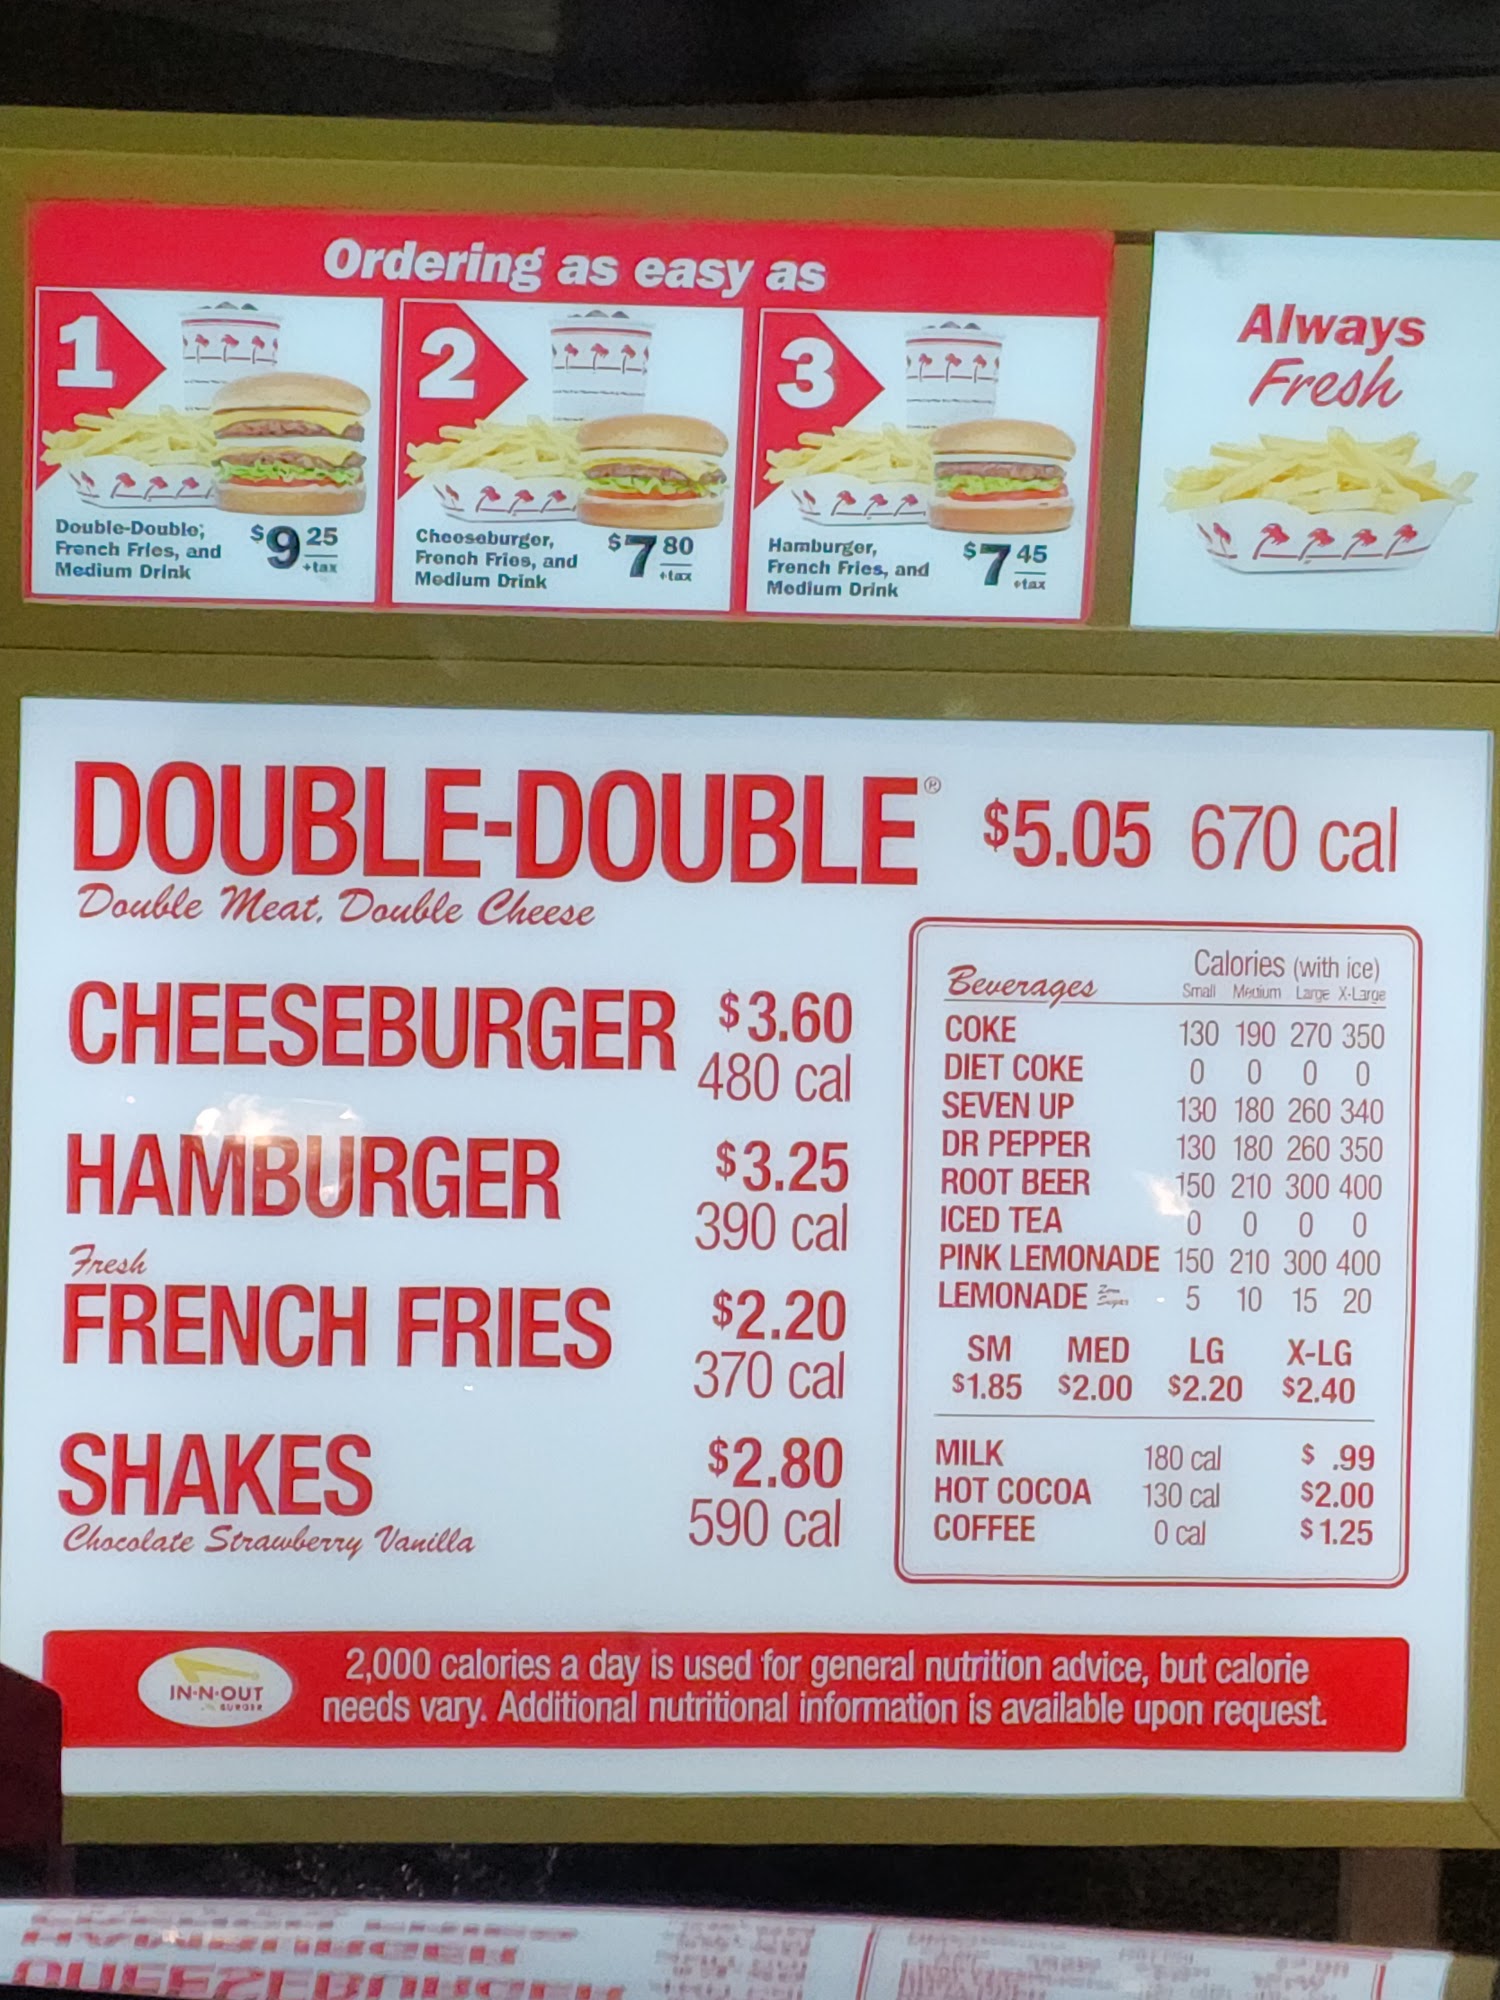 Ordering as easy as
1
Double-Double,
French Fries, and
Medium Drink
$9 25
+tax
2
Cheeseburger,
French Fries, and
Medium Drink
$7 80
+tax
3
Hamburger,
French Fries, and
Medium Drink
$7 45
+tax
Always
Fresh
DOUBLE-DOUBLE® $5.05 670 cal
Double Meat, Double Cheese
CHEESEBURGER $3.60
480 cal
HAMBURGER $3.25
390 cal
Fresh
FRENCH FRIES $2.20
370 cal
SHAKES $2.80
590 cal
Chocolate Strawberry Vanilla
Beverages Calories (with ice)
Small Medium Large X-Large
COKE 130 190 270 350
DIET COKE 0 0 0 0
SEVEN UP 130 180 260 340
DR PEPPER 130 180 260 350
ROOT BEER 150 210 300 400
ICED TEA 0 0 0 0
PINK LEMONADE 150 210 300 400
LEMONADE Zero Sugar 5 10 15 20
SM MED LG X-LG
$1.85 $2.00 $2.20 $2.40
MILK 180 cal $ .99
HOT COCOA 130 cal $2.00
COFFEE 0 cal $1.25
IN-N-OUT
BURGER
2,000 calories a day is used for general nutrition advice, but calorie
needs vary. Additional nutritional information is available upon request.